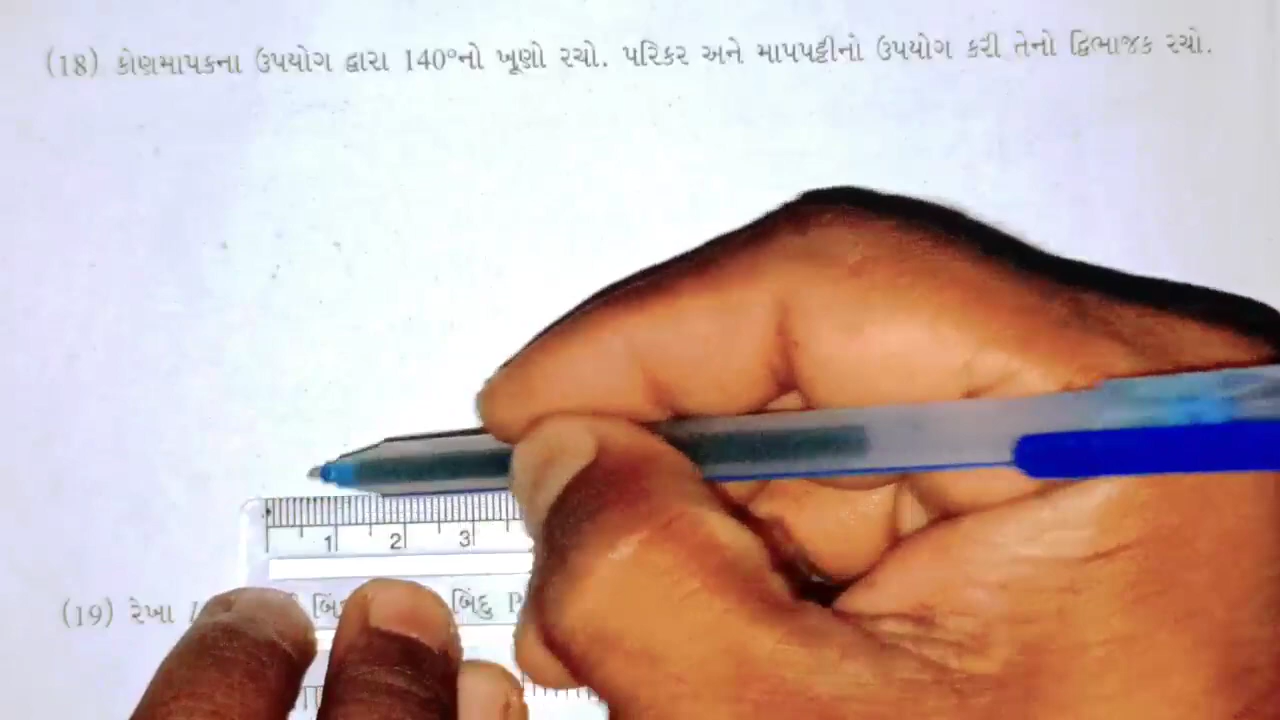 (18) કોણમાપકના ઉપયોગ દ્વારા 140°નો ખૂણો રચો. પરિકર અને માપપટ્ટીનો ઉપયોગ કરી તેનો દ્વિભાજક રચો.
1 2 3
(19) રેખા બિંદુ P